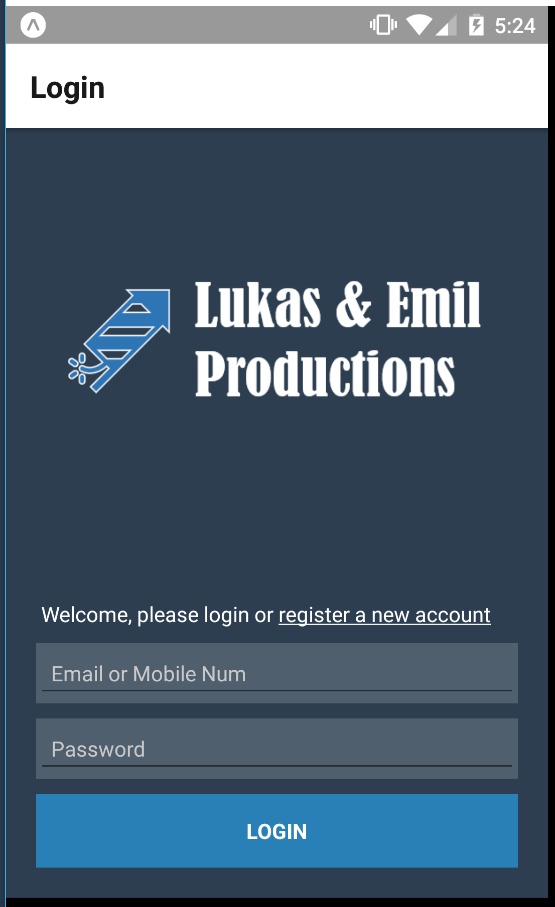 5:24
Login
Lukas & Emil
Productions
Welcome, please login or register a new account
Email or Mobile Num
Password
LOGIN